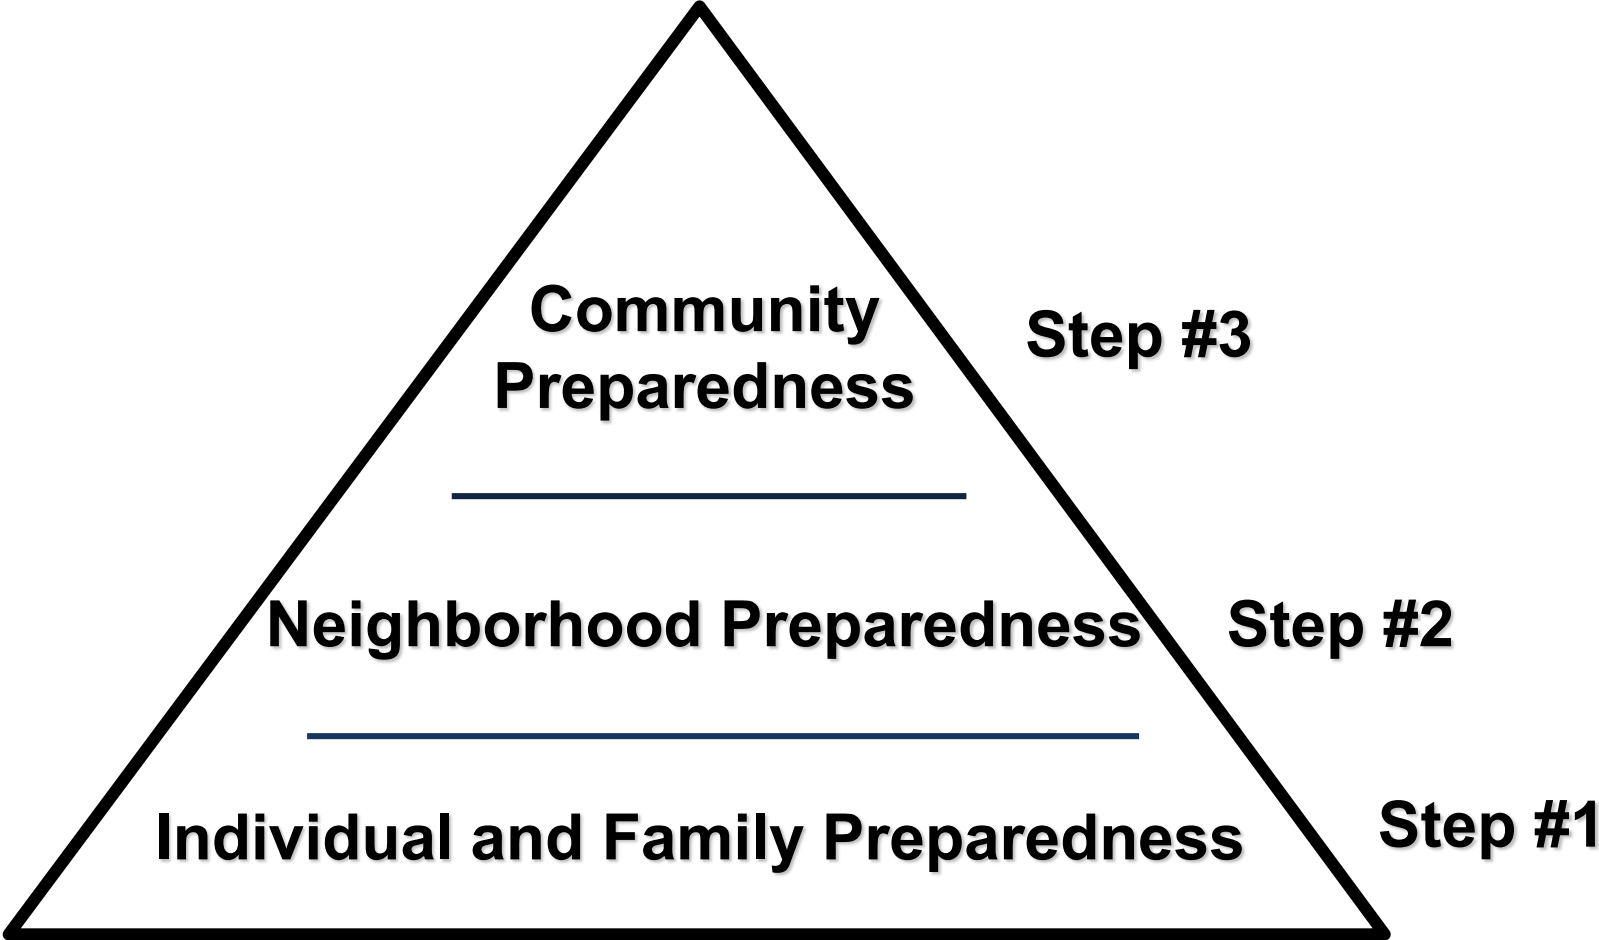 Community
Preparedness
Step #3
Neighborhood Preparedness
Step #2
Individual and Family Preparedness
Step #1